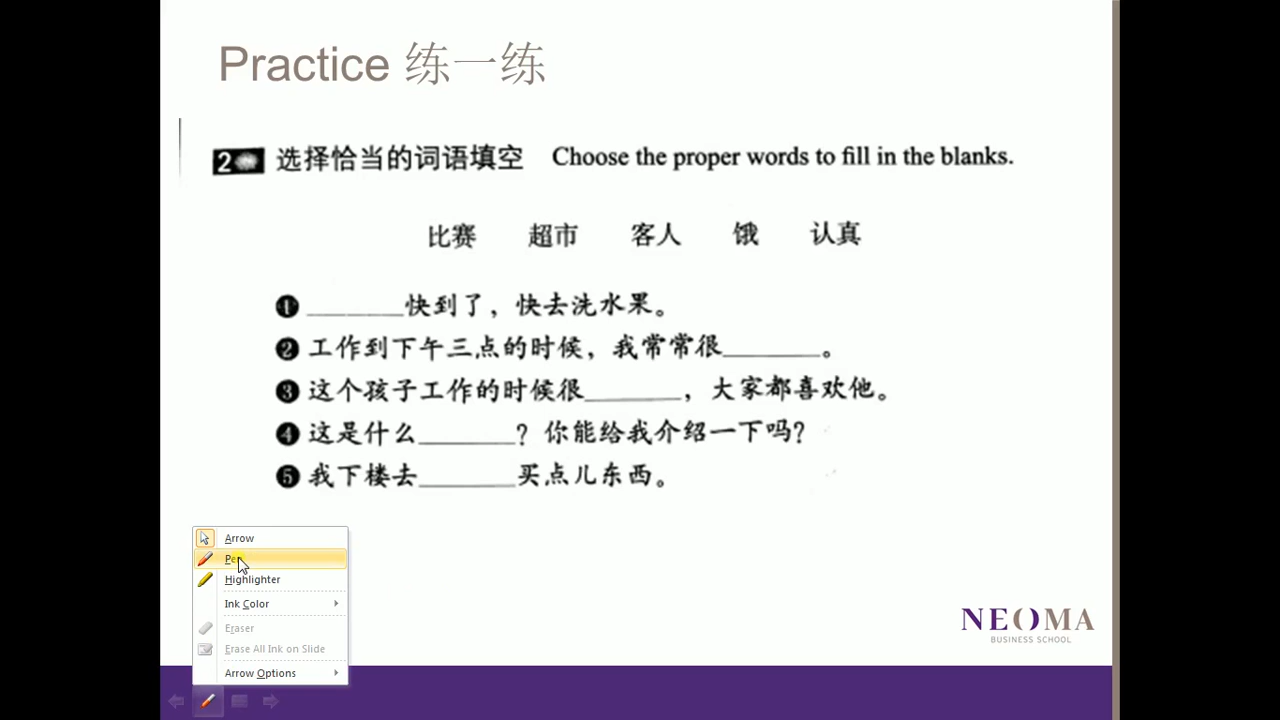 Practice 练一练
2 选择恰当的词语填空 Choose the proper words to fill in the blanks.
比赛 超市 客人 饿 认真
❶ ________快到了，快去洗水果。
❷ 工作到下午三点的时候，我常常很________。
❸ 这个孩子工作的时候很________，大家都喜欢他。
❹ 这是什么________？你能给我介绍一下吗？
❺ 我下楼去________买点儿东西。
Arrow
Pen
Highlighter
Ink Color
Eraser
Erase All Ink on Slide
Arrow Options
NEOMA
BUSINESS SCHOOL